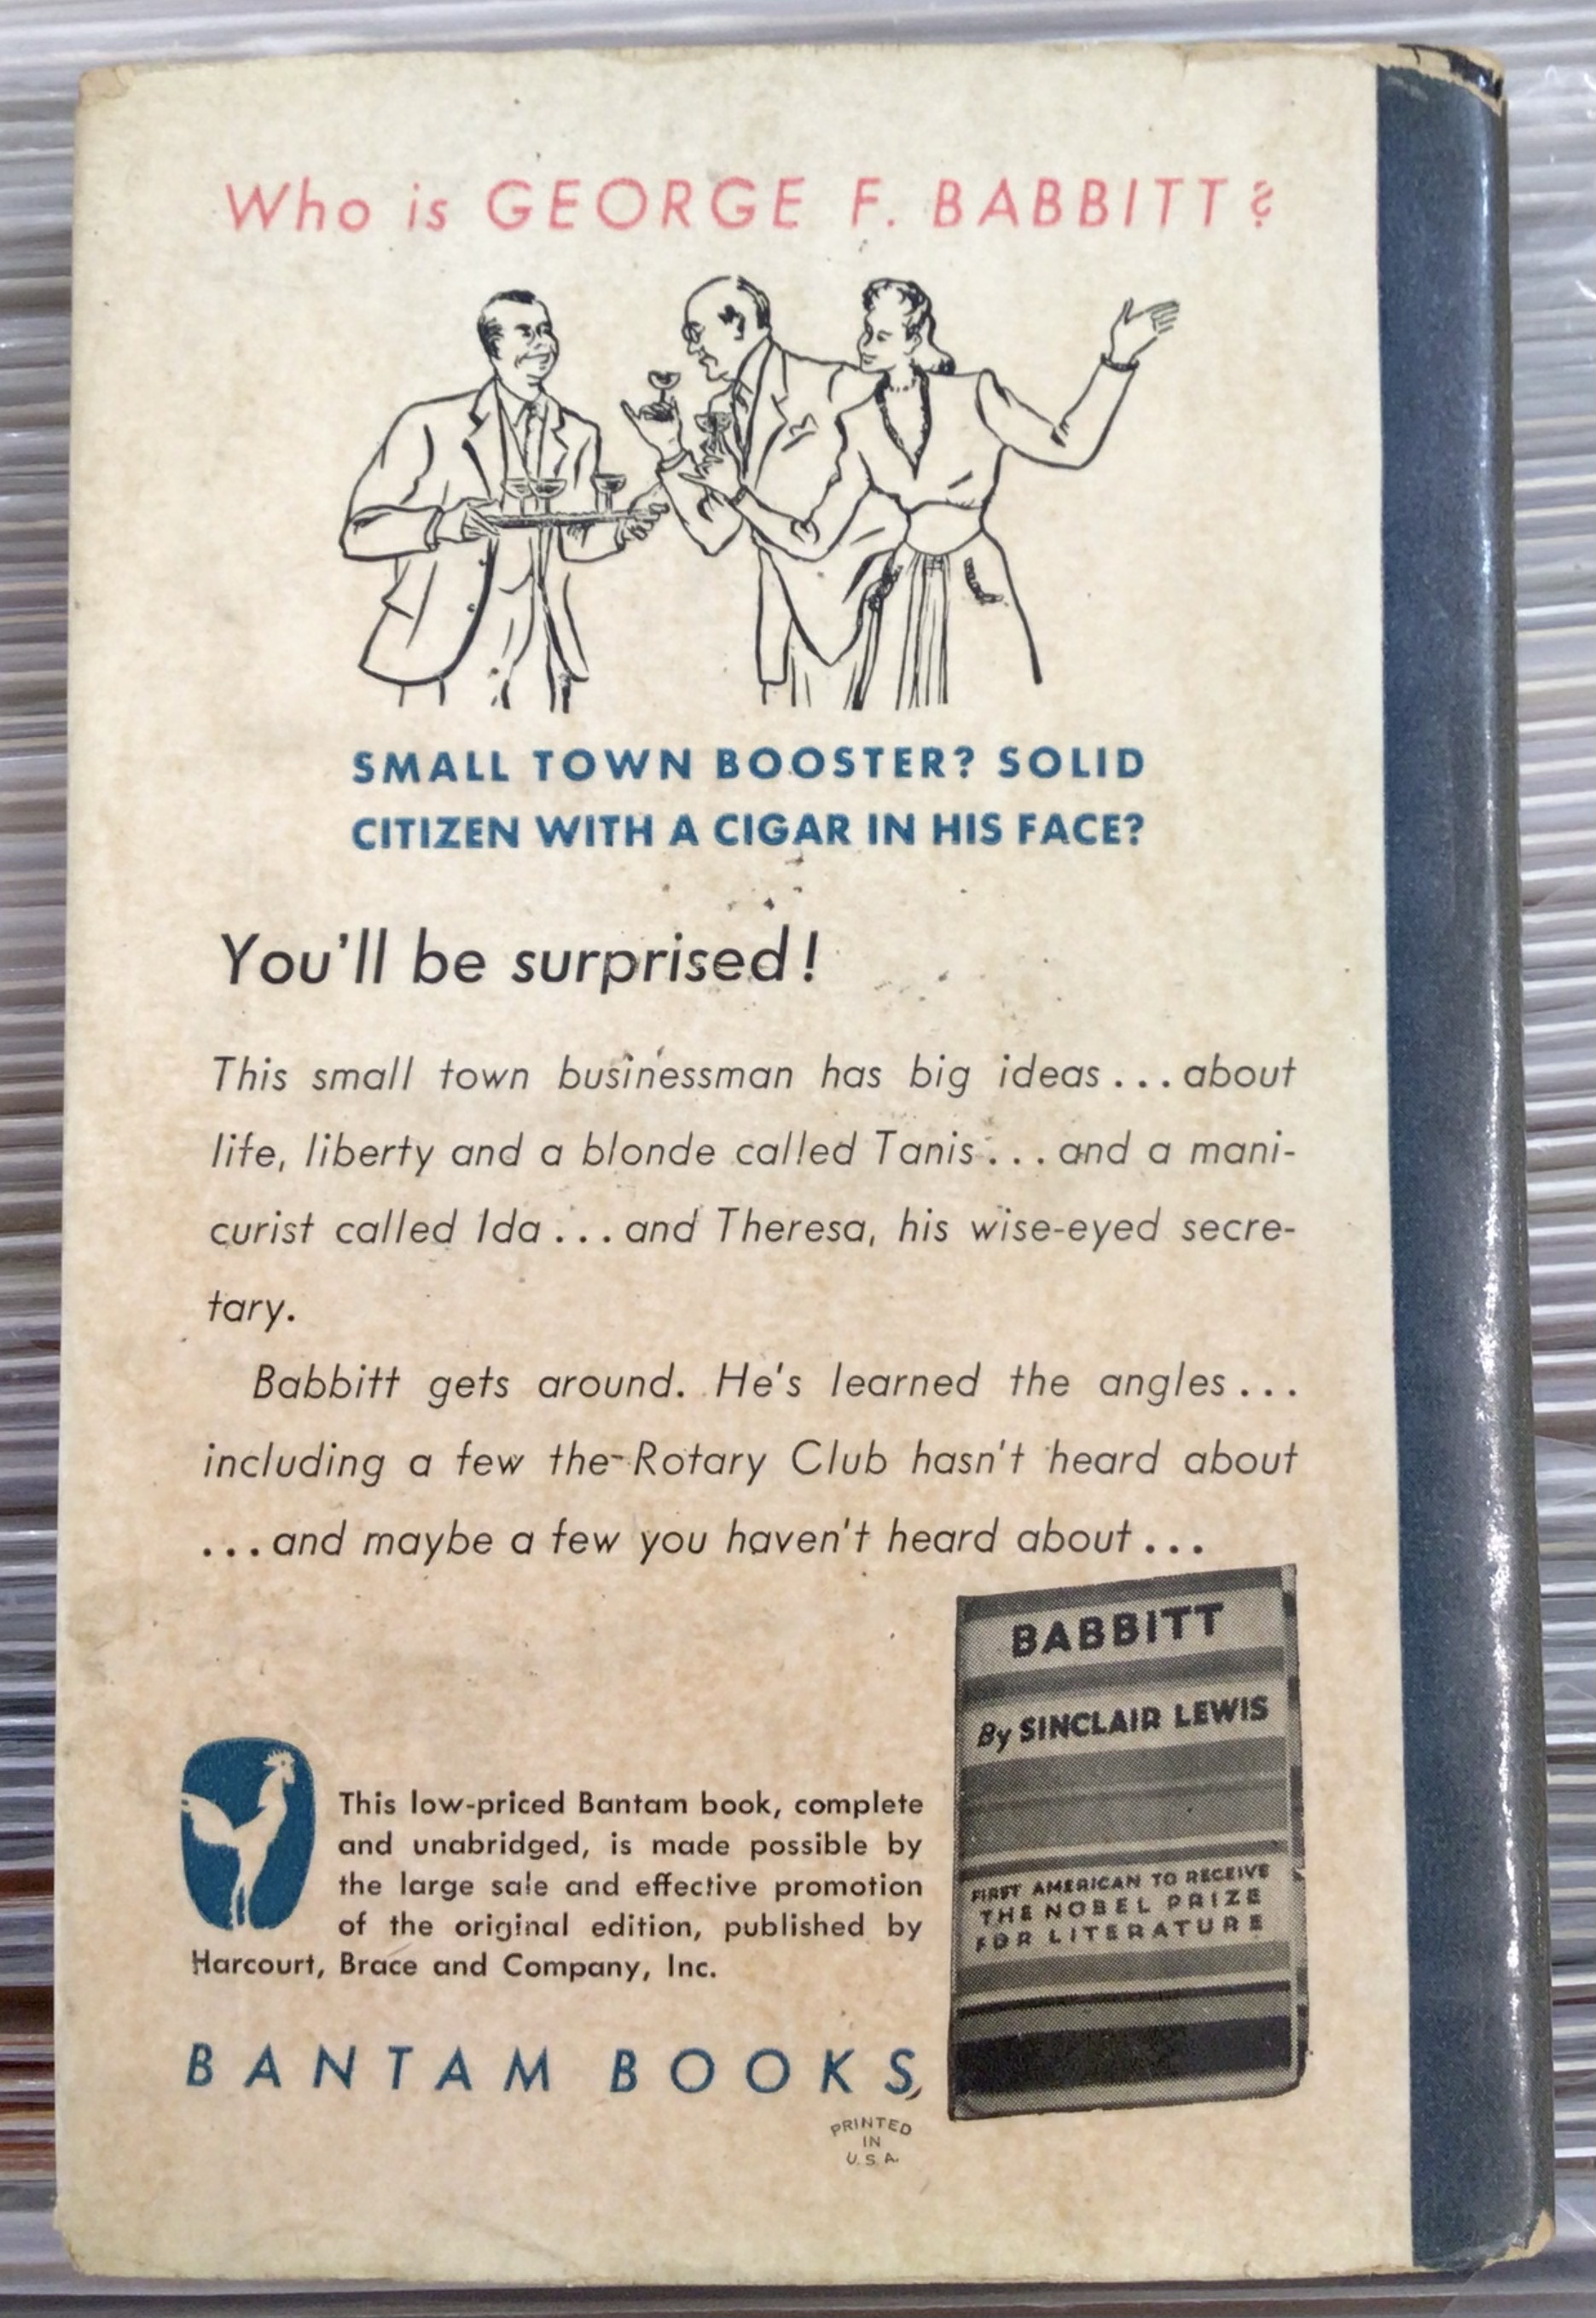 Who is GEORGE F. BABBITT?
SMALL TOWN BOOSTER? SOLID
CITIZEN WITH A CIGAR IN HIS FACE?
You'll be surprised!
This small town businessman has big ideas...about
life, liberty and a blonde called Tanis...and a mani-
curist called Ida...and Theresa, his wise-eyed secre-
tary.
Babbitt gets around. He's learned the angles...
including a few the Rotary Club hasn't heard about
...and maybe a few you haven't heard about...
BABBITT
By SINCLAIR LEWIS
FIRST AMERICAN TO RECEIVE
THE NOBEL PRIZE
FOR LITERATURE
This low-priced Bantam book, complete
and unabridged, is made possible by
the large sale and effective promotion
of the original edition, published by
Harcourt, Brace and Company, Inc.
BANTAM BOOKS
PRINTED
IN
U.S.A.